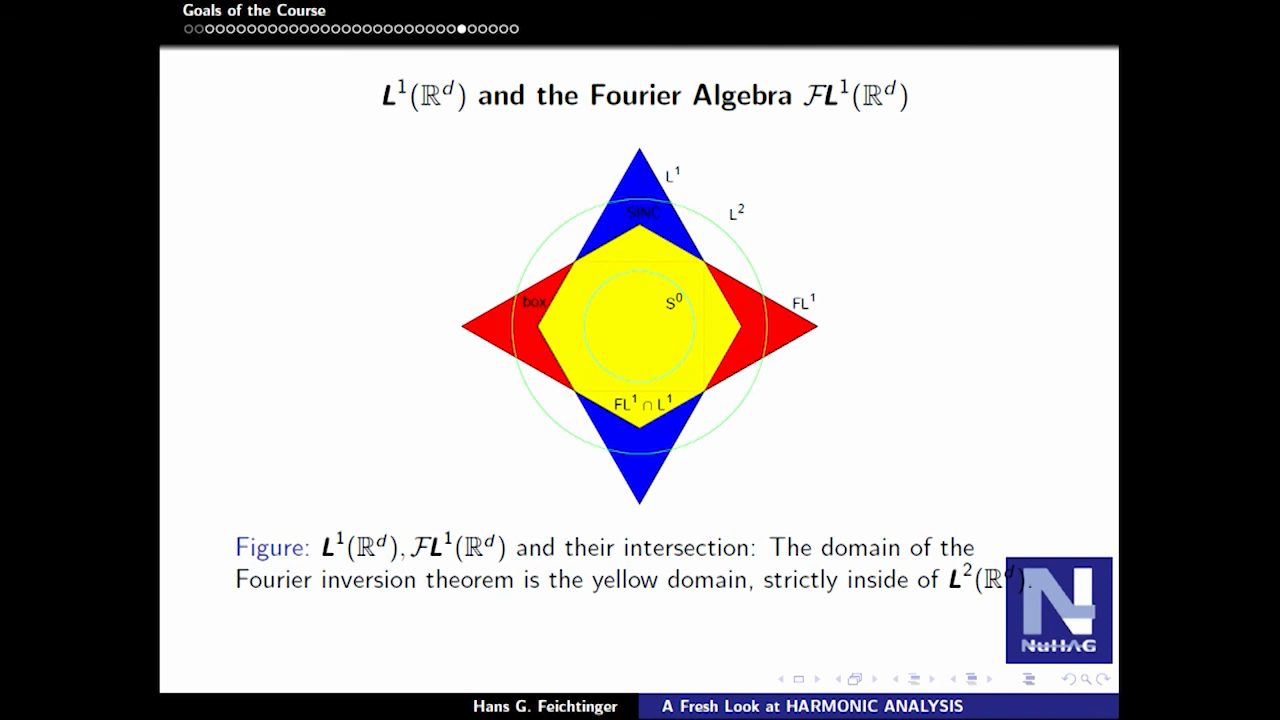 Goals of the Course
L¹(ℝᵈ) and the Fourier Algebra ℱL¹(ℝᵈ)
L¹
SINC
L²
box
S⁰
FL¹
FL¹ ∩ L¹
Figure: L¹(ℝᵈ), ℱL¹(ℝᵈ) and their intersection: The domain of the
Fourier inversion theorem is the yellow domain, strictly inside of L²(ℝᵈ).
NuHAG
Hans G. Feichtinger
A Fresh Look at HARMONIC ANALYSIS